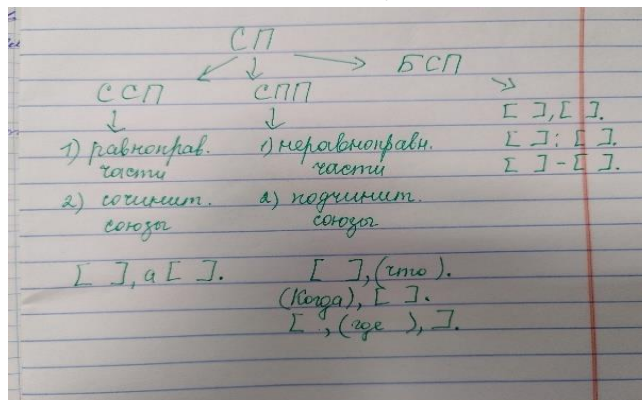 СП
ССП СПП БСП
[ ], [ ].
1) равноправ. 1) неравноправн. [ ]: [ ].
части части [ ] - [ ].
2) сочинит. 2) подчинит.
союзы союзы
[ ], а [ ]. [ ], (что).
(Когда), [ ].
[ , (где ), ].